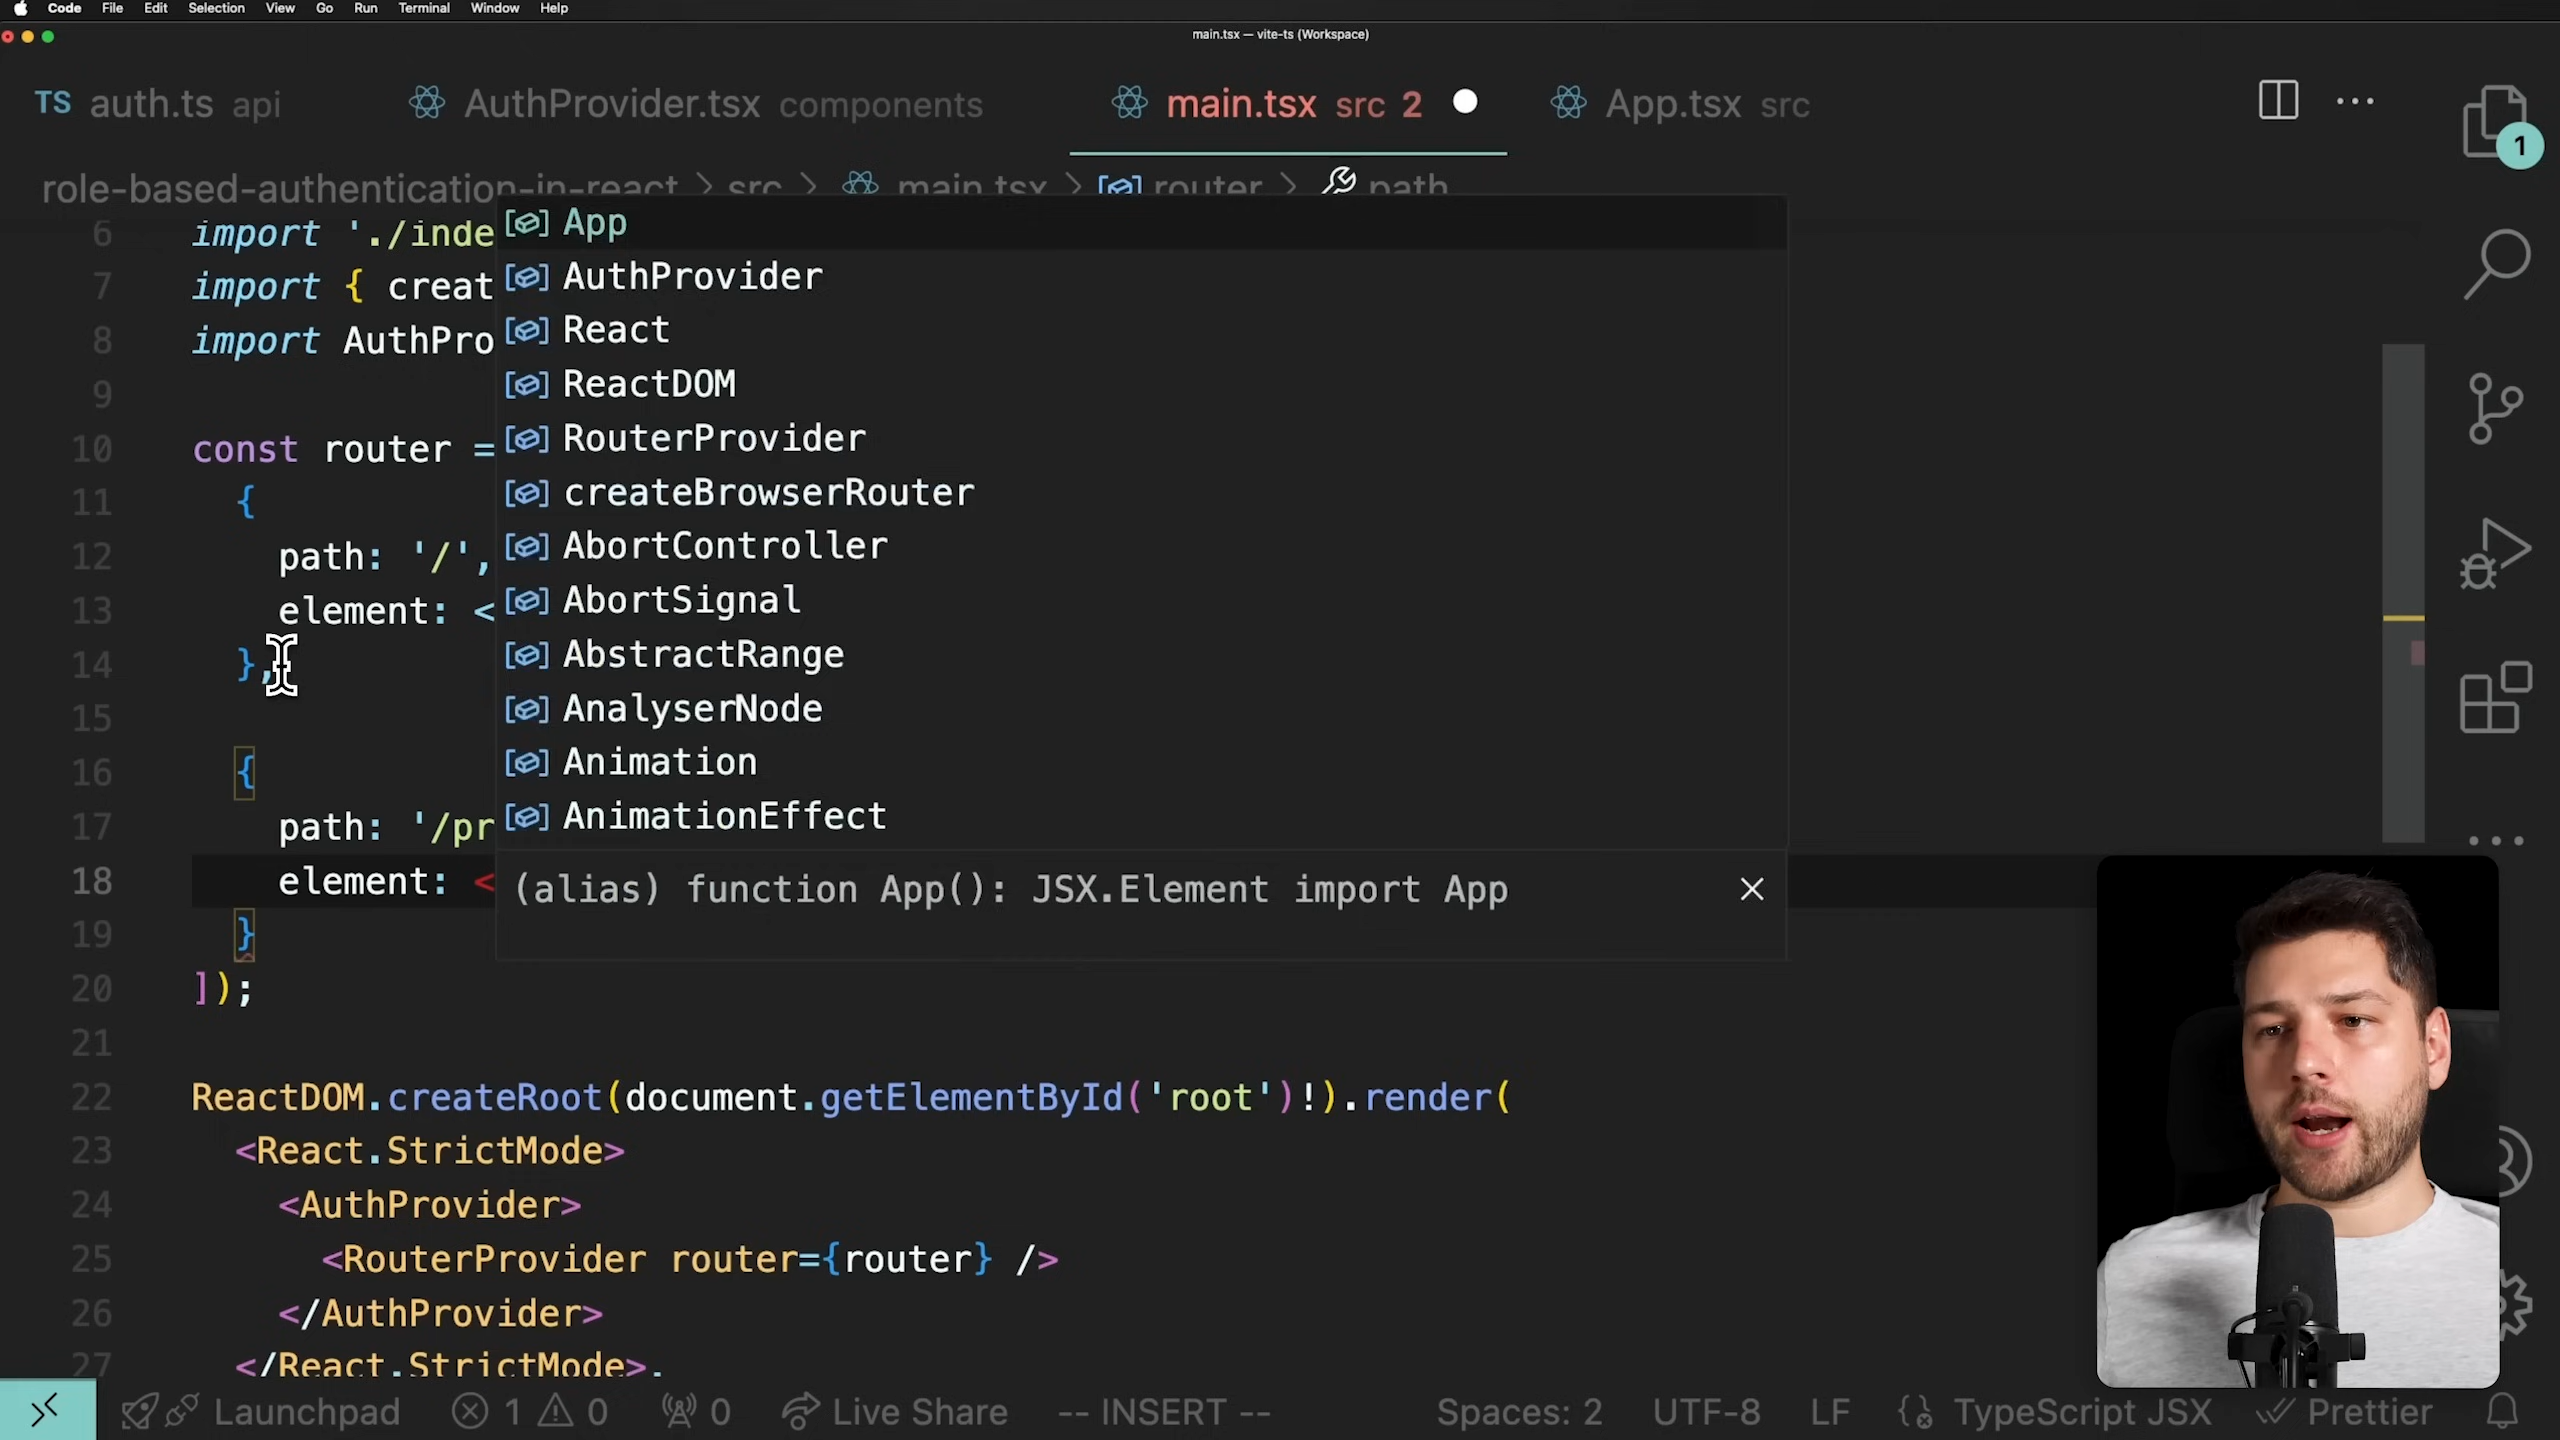 Code File Edit Selection View Go Run Terminal Window Help
main.tsx — vite-ts (Workspace)
TS auth.ts api AuthProvider.tsx components main.tsx src 2 App.tsx src
1
role-based-authentication-in-react > src > main.tsx > router > path
6 import './inde
7 import { creat
8 import AuthPro
9
10 const router =
11 {
12 path: '/',
13 element: <
14 },
15
16 {
17 path: '/pr
18 element: <
19 }
20 ]);
21
22 ReactDOM.createRoot(document.getElementById('root')!).render(
23 <React.StrictMode>
24 <AuthProvider>
25 <RouterProvider router={router} />
26 </AuthProvider>
27 </React.StrictMode>,
App
AuthProvider
React
ReactDOM
RouterProvider
createBrowserRouter
AbortController
AbortSignal
AbstractRange
AnalyserNode
Animation
AnimationEffect
(alias) function App(): JSX.Element import App
Launchpad 1 0 0 Live Share -- INSERT -- Spaces: 2 UTF-8 LF TypeScript JSX Prettier